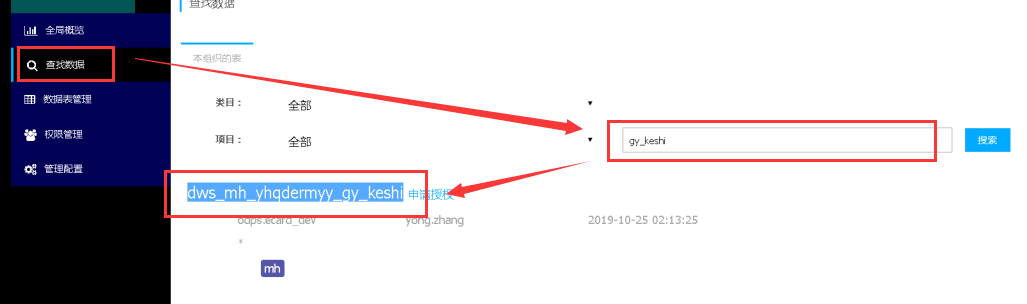 查找数据
全局概览
查找数据
数据表管理
权限管理
管理配置
本组织的表
类目： 全部 ▾
项目： 全部 ▾ gy_keshi 搜索
dws_mh_yhqdermyy_gy_keshi 申请授权
odps.ecard_dev yong.zhang 2019-10-25 02:13:25
*
mh